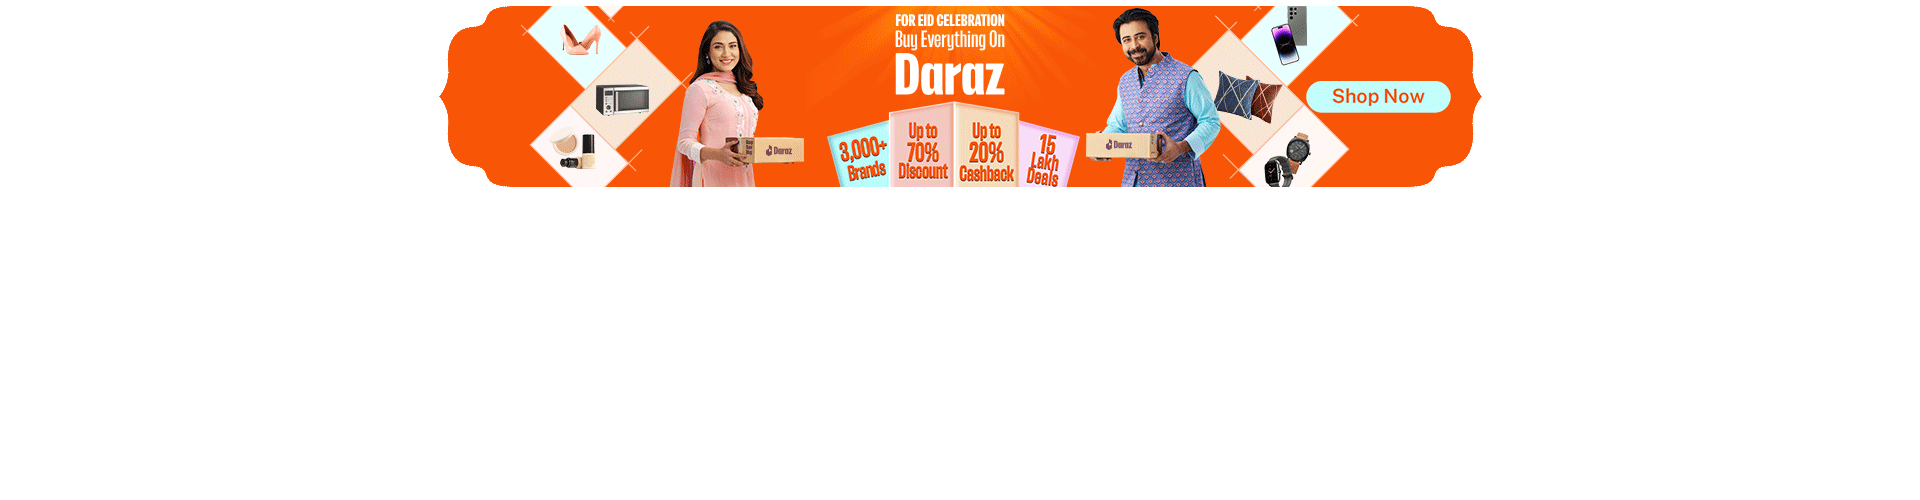 FOR EID CELEBRATION
Buy Everything On
Daraz
3,000+
Brands
Up to
70%
Discount
Up to
20%
Cashback
15
Lakh
Deals
Daraz
Daraz
Shop Now